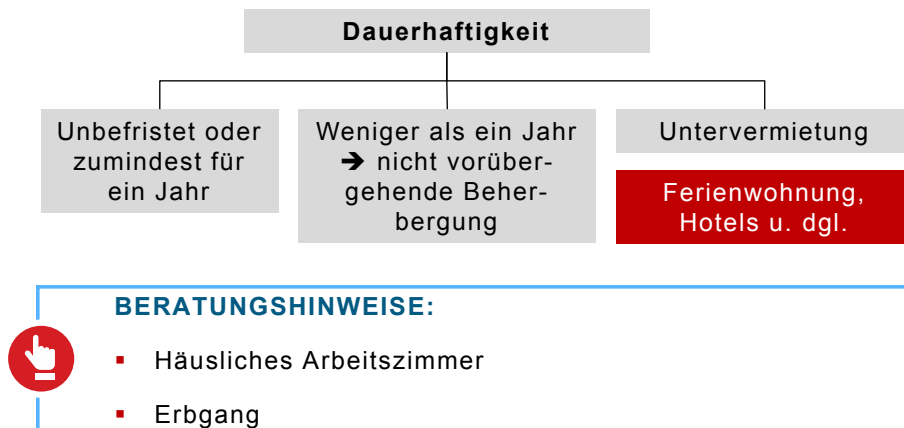 Dauerhaftigkeit
Unbefristet oder
zumindest für
ein Jahr
Weniger als ein Jahr
➔ nicht vorüber-
gehende Beher-
bergung
Untervermietung
Ferienwohnung,
Hotels u. dgl.
BERATUNGSHINWEISE:
▪ Häusliches Arbeitszimmer
▪ Erbgang